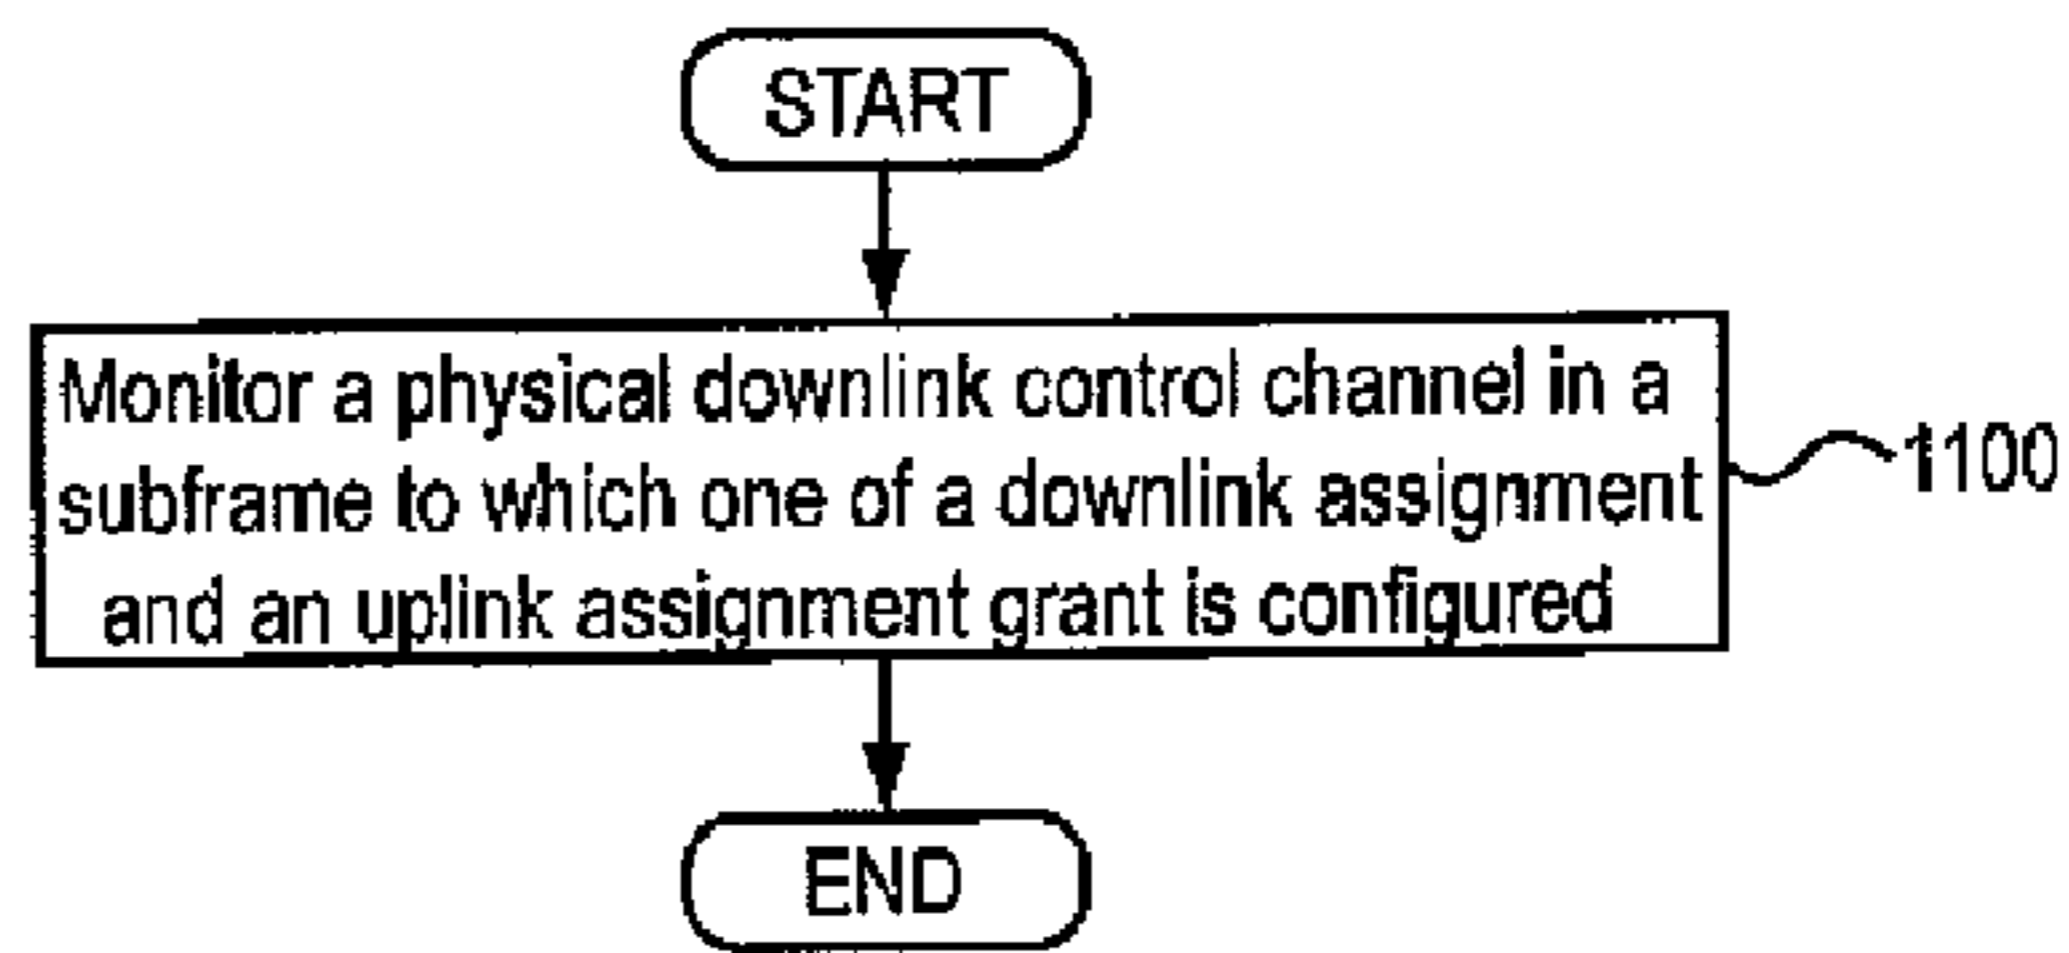 START
Monitor a physical downlink control channel in a
subframe to which one of a downlink assignment
and an uplink assignment grant is configured
1100
END